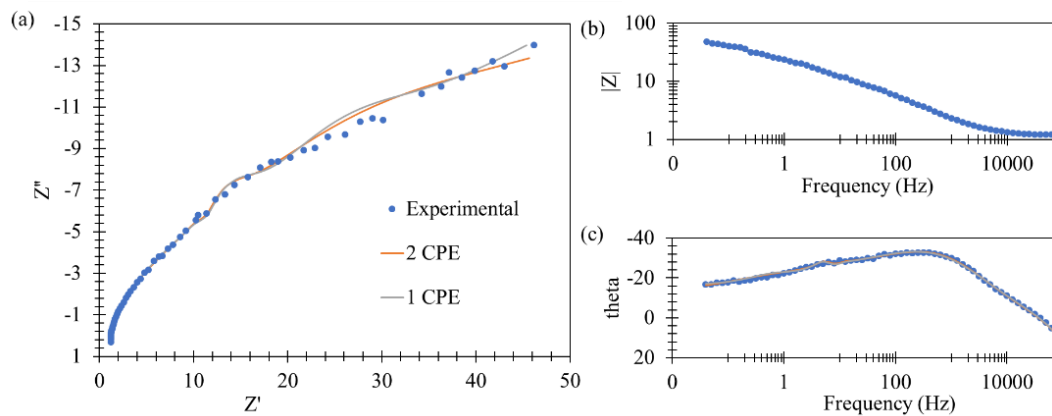 (a)
-15
-13
-11
-9
-7
-5
-3
-1
1
Z''
0
10
20
30
40
50
Z'
Experimental
2 CPE
1 CPE
(b)
100
10
1
|Z|
0
1
100
10000
Frequency (Hz)
(c)
-40
-20
0
20
theta
0
1
100
10000
Frequency (Hz)